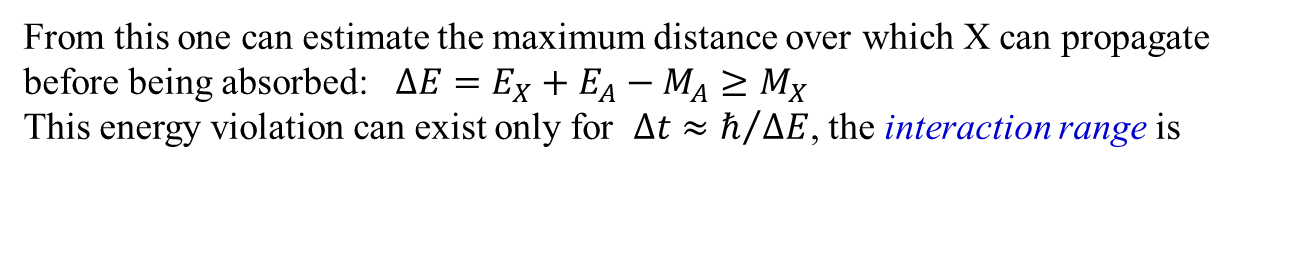 From this one can estimate the maximum distance over which X can propagate
before being absorbed: ΔE = E_X + E_A − M_A ≥ M_X
This energy violation can exist only for Δt ≈ ħ/ΔE, the interaction range is